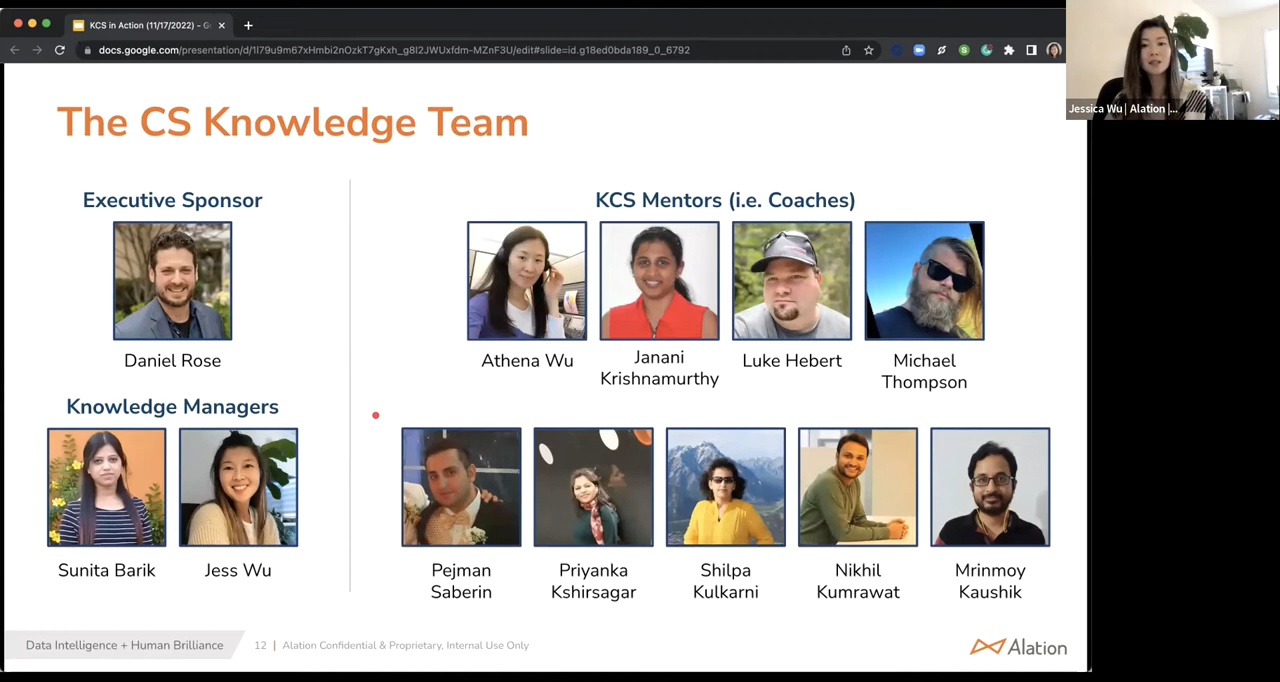 KCS in Action (11/17/2022) - Go
docs.google.com/presentation/d/1l79u9m67xHmbi2nOzkT7gKxh_g8l2JWUxfdm-MZnF3U/edit#slide=id.g18ed0bda189_0_6792
Jessica Wu | Alation |...
The CS Knowledge Team
Executive Sponsor
Daniel Rose
Knowledge Managers
Sunita Barik
Jess Wu
KCS Mentors (i.e. Coaches)
Athena Wu
Janani
Krishnamurthy
Luke Hebert
Michael
Thompson
Pejman
Saberin
Priyanka
Kshirsagar
Shilpa
Kulkarni
Nikhil
Kumrawat
Mrinmoy
Kaushik
Data Intelligence + Human Brilliance
12 | Alation Confidential & Proprietary, Internal Use Only
Alation